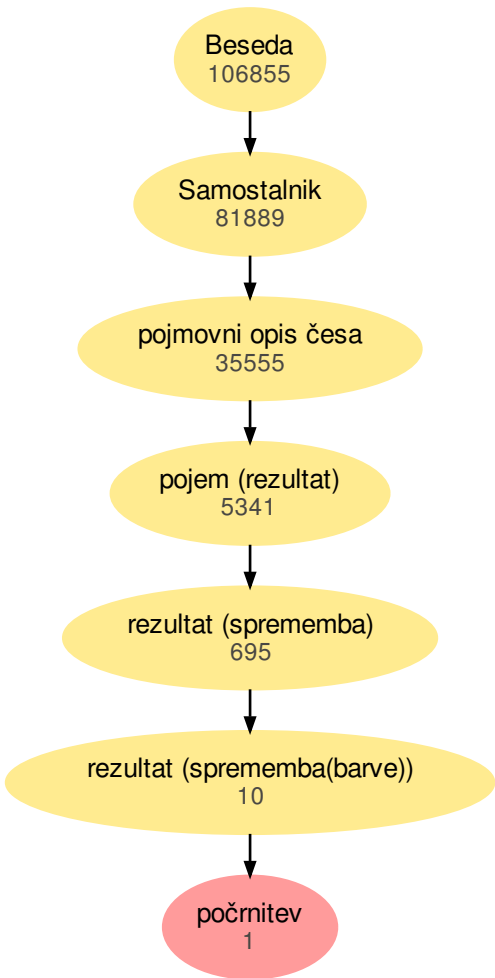 Beseda
106855
Samostalnik
81889
pojmovni opis česa
35555
pojem (rezultat)
5341
rezultat (sprememba)
695
rezultat (sprememba(barve))
10
počrnitev
1